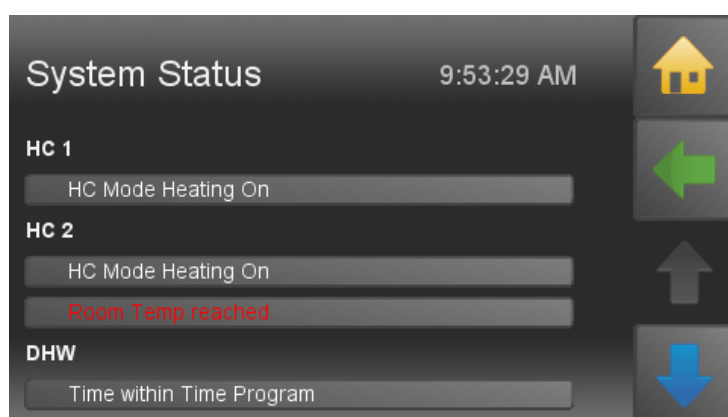 System Status 9:53:29 AM
HC 1
HC Mode Heating On
HC 2
HC Mode Heating On
Room Temp reached
DHW
Time within Time Program